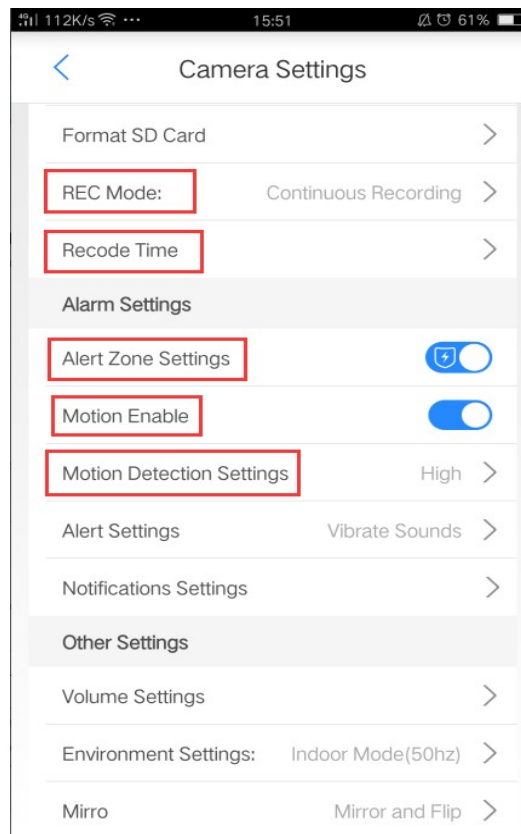 4G 112K/s ... 15:51 61%
Camera Settings
Format SD Card
REC Mode: Continuous Recording
Recode Time
Alarm Settings
Alert Zone Settings
Motion Enable
Motion Detection Settings High
Alert Settings Vibrate Sounds
Notifications Settings
Other Settings
Volume Settings
Environment Settings: Indoor Mode(50hz)
Mirro Mirror and Flip